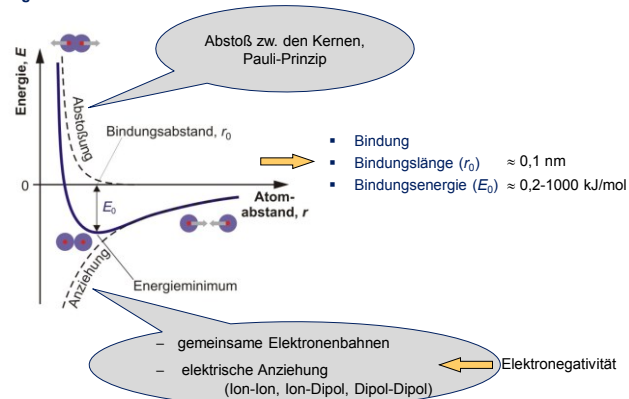 Abstoß zw. den Kernen,
Pauli-Prinzip
Energie, E
Abstoßung
Bindungsabstand, r₀
0
E₀
Atom-
abstand, r
Anziehung
Energieminimum
▪ Bindung
▪ Bindungslänge (r₀) ≈ 0,1 nm
▪ Bindungsenergie (E₀) ≈ 0,2-1000 kJ/mol
– gemeinsame Elektronenbahnen
– elektrische Anziehung
(Ion-Ion, Ion-Dipol, Dipol-Dipol)
Elektronegativität